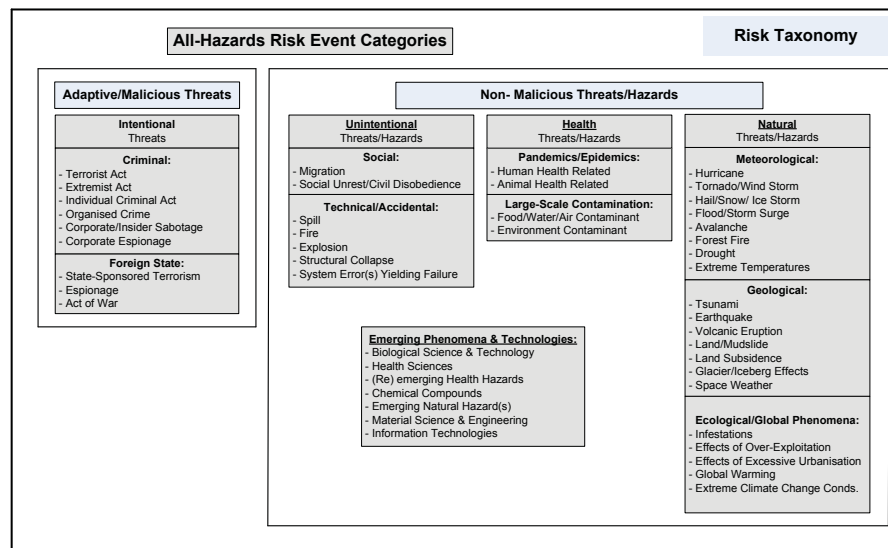 All-Hazards Risk Event Categories
Risk Taxonomy
Adaptive/Malicious Threats
Intentional
Threats
Criminal:
- Terrorist Act
- Extremist Act
- Individual Criminal Act
- Organised Crime
- Corporate/Insider Sabotage
- Corporate Espionage
Foreign State:
- State-Sponsored Terrorism
- Espionage
- Act of War
Non- Malicious Threats/Hazards
Unintentional
Threats/Hazards
Social:
- Migration
- Social Unrest/Civil Disobedience
Technical/Accidental:
- Spill
- Fire
- Explosion
- Structural Collapse
- System Error(s) Yielding Failure
Health
Threats/Hazards
Pandemics/Epidemics:
- Human Health Related
- Animal Health Related
Large-Scale Contamination:
- Food/Water/Air Contaminant
- Environment Contaminant
Natural
Threats/Hazards
Meteorological:
- Hurricane
- Tornado/Wind Storm
- Hail/Snow/ Ice Storm
- Flood/Storm Surge
- Avalanche
- Forest Fire
- Drought
- Extreme Temperatures
Geological:
- Tsunami
- Earthquake
- Volcanic Eruption
- Land/Mudslide
- Land Subsidence
- Glacier/Iceberg Effects
- Space Weather
Ecological/Global Phenomena:
- Infestations
- Effects of Over-Exploitation
- Effects of Excessive Urbanisation
- Global Warming
- Extreme Climate Change Conds.
Emerging Phenomena & Technologies:
- Biological Science & Technology
- Health Sciences
- (Re) emerging Health Hazards
- Chemical Compounds
- Emerging Natural Hazard(s)
- Material Science & Engineering
- Information Technologies